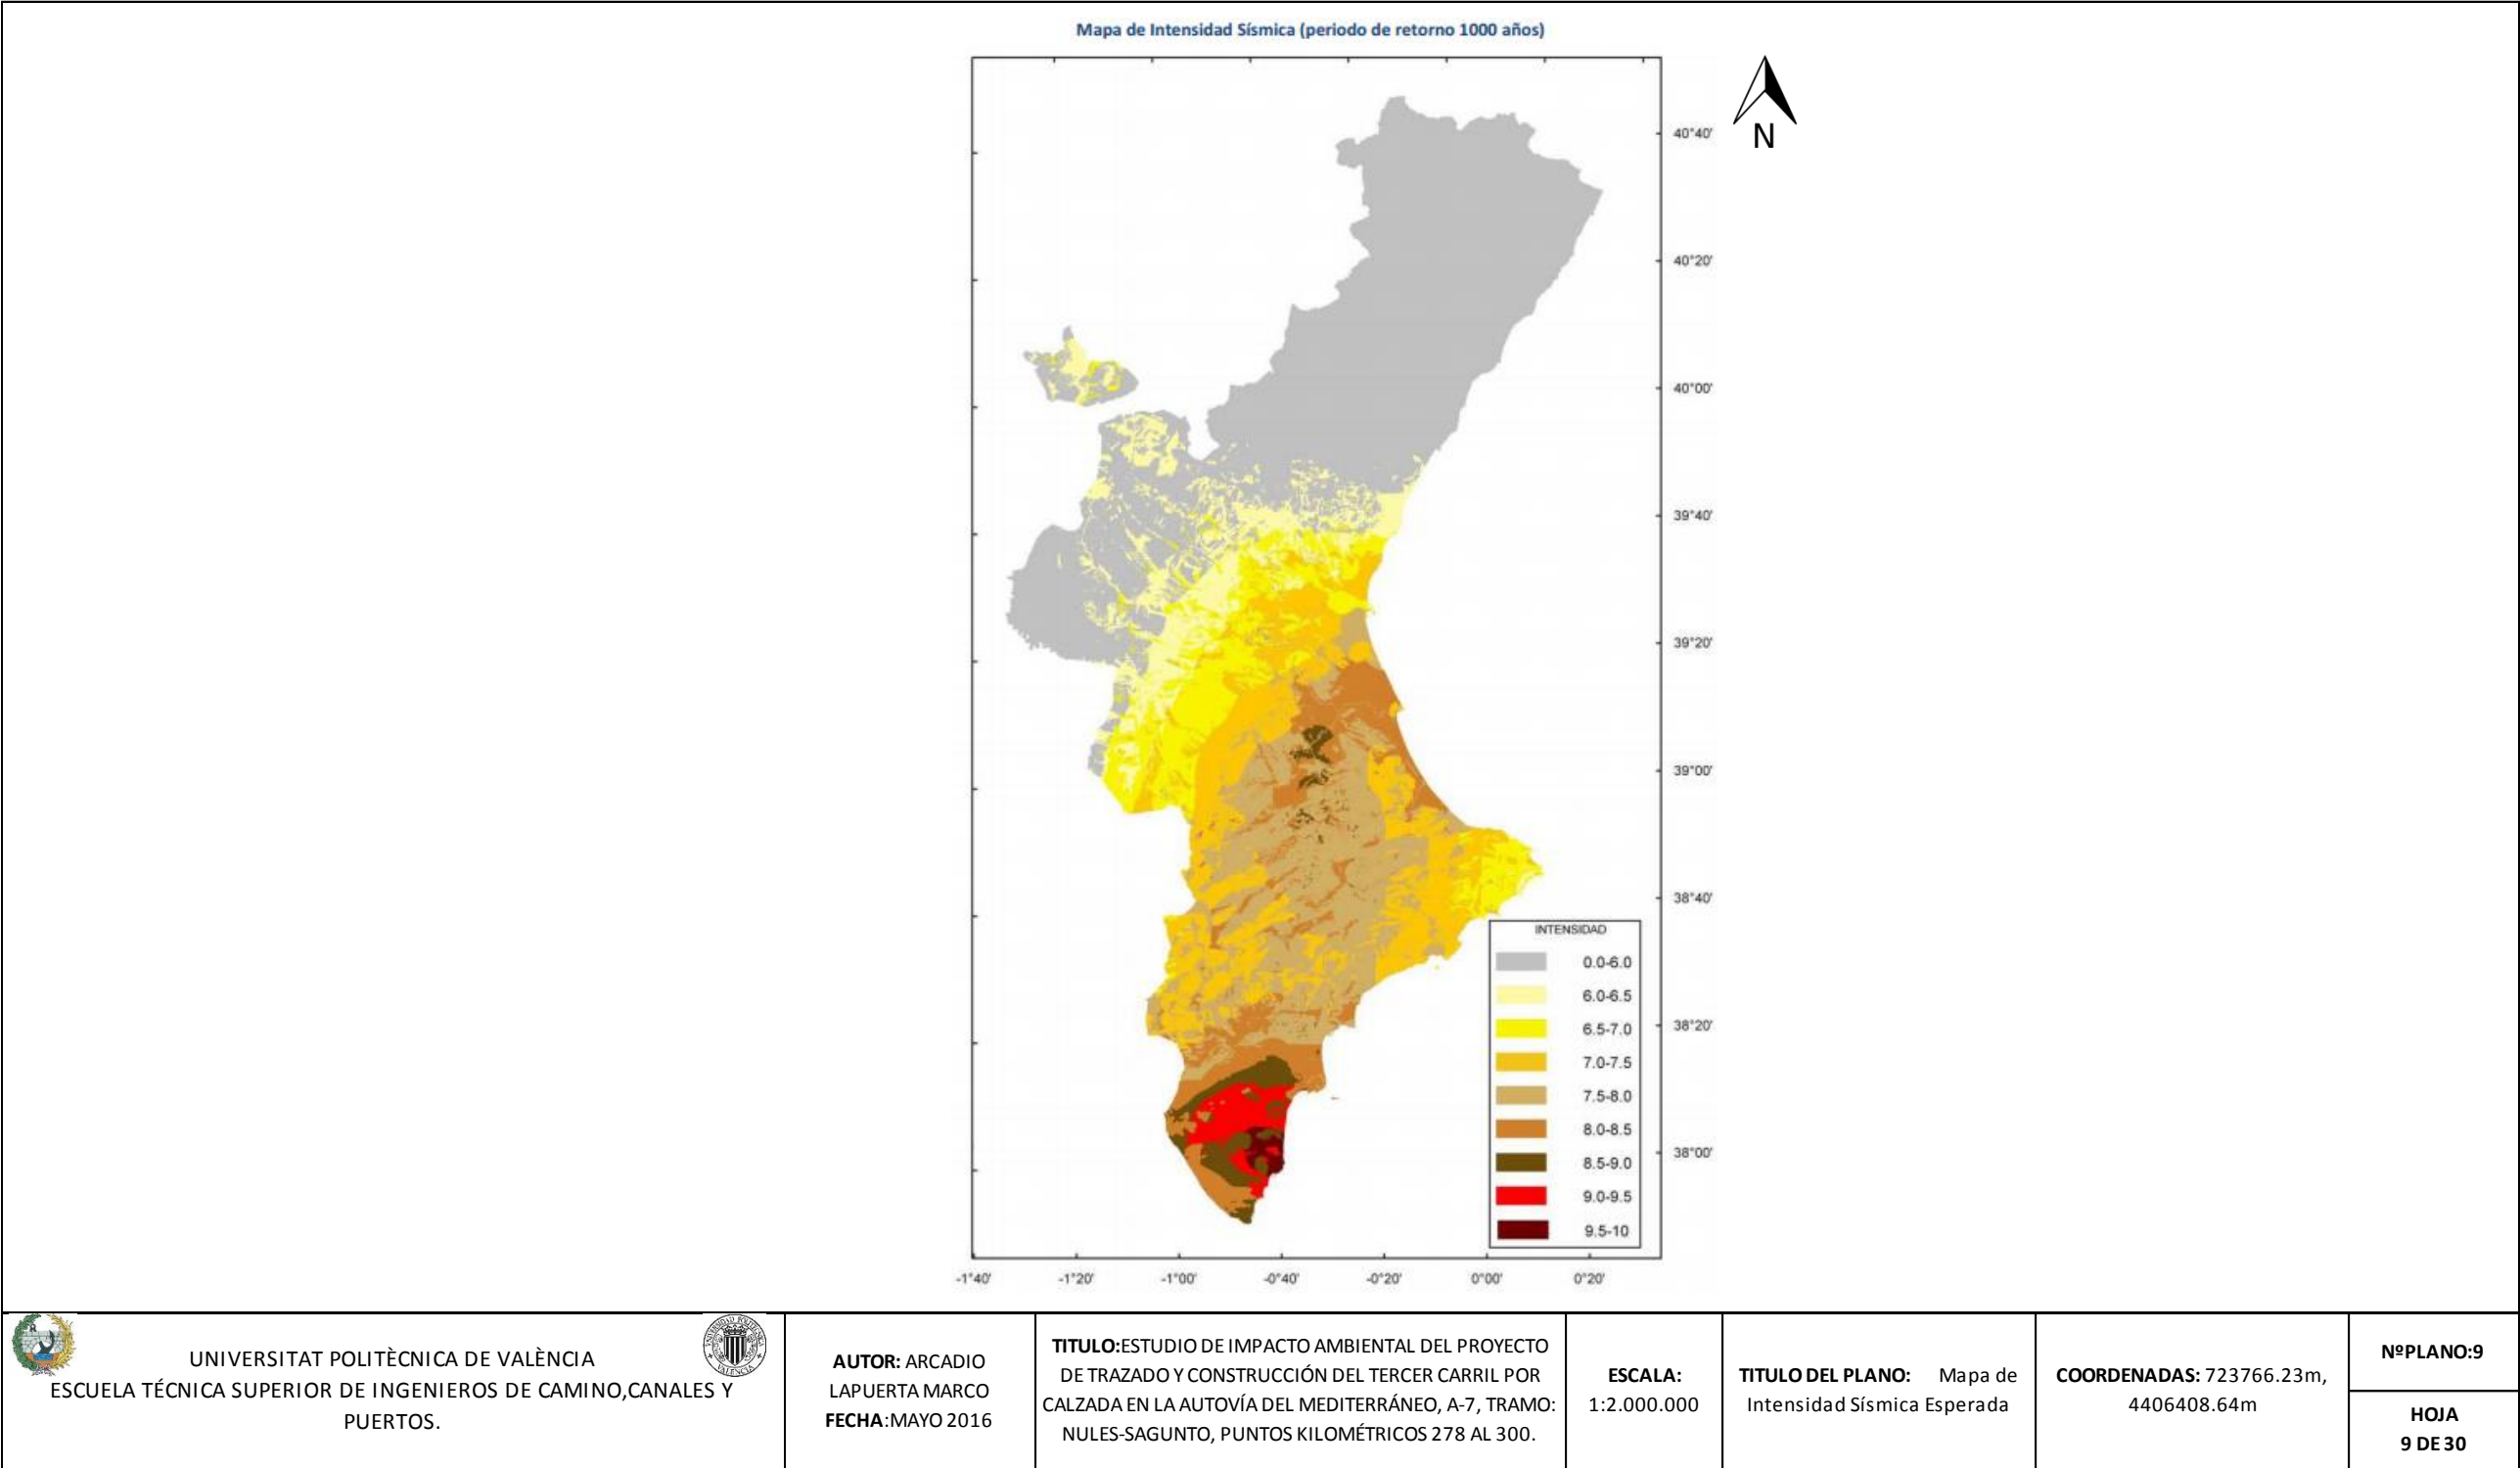 Mapa de Intensidad Sísmica (periodo de retorno 1000 años)
N
40°40'
40°20'
40°00'
39°40'
39°20'
39°00'
38°40'
38°20'
38°00'
INTENSIDAD
0.0-6.0
6.0-6.5
6.5-7.0
7.0-7.5
7.5-8.0
8.0-8.5
8.5-9.0
9.0-9.5
9.5-10
-1°40' -1°20' -1°00' -0°40' -0°20' 0°00' 0°20'
UNIVERSITAT POLITÈCNICA DE VALÈNCIA
ESCUELA TÉCNICA SUPERIOR DE INGENIEROS DE CAMINO,CANALES Y
PUERTOS.
AUTOR: ARCADIO
LAPUERTA MARCO
FECHA:MAYO 2016
TITULO:ESTUDIO DE IMPACTO AMBIENTAL DEL PROYECTO
DE TRAZADO Y CONSTRUCCIÓN DEL TERCER CARRIL POR
CALZADA EN LA AUTOVÍA DEL MEDITERRÁNEO, A-7, TRAMO:
NULES-SAGUNTO, PUNTOS KILOMÉTRICOS 278 AL 300.
ESCALA:
1:2.000.000
TITULO DEL PLANO: Mapa de
Intensidad Sísmica Esperada
COORDENADAS: 723766.23m,
4406408.64m
NºPLANO:9
HOJA
9 DE 30